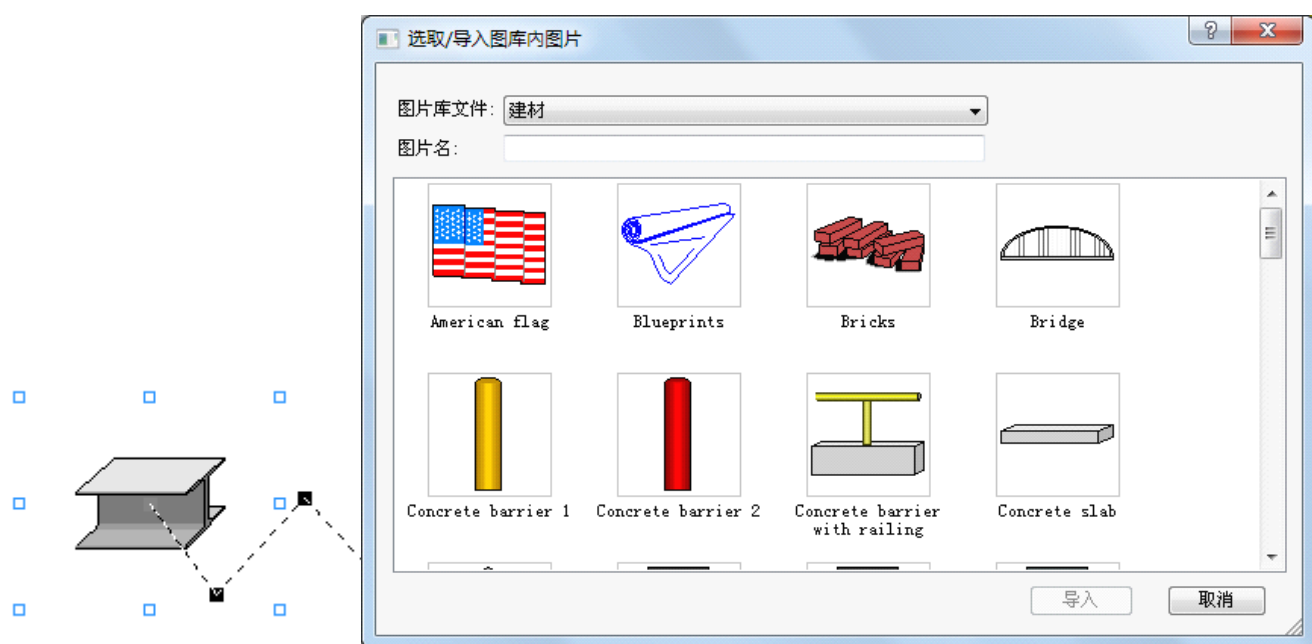 选取/导入图库内图片
图片库文件: 建材
图片名:
American flag Blueprints Bricks Bridge
Concrete barrier 1 Concrete barrier 2 Concrete barrier with railing Concrete slab
导入 取消